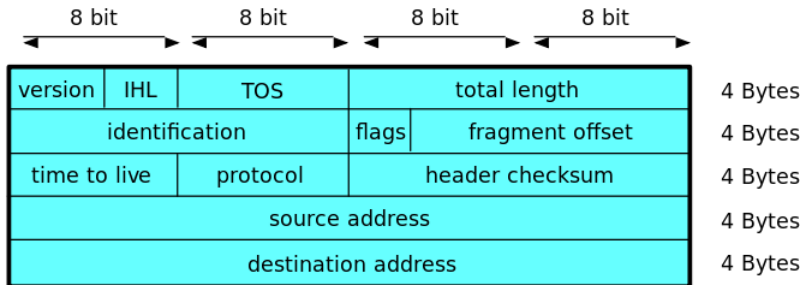 8 bit 8 bit 8 bit 8 bit
version IHL TOS total length 4 Bytes
identification flags fragment offset 4 Bytes
time to live protocol header checksum 4 Bytes
source address 4 Bytes
destination address 4 Bytes